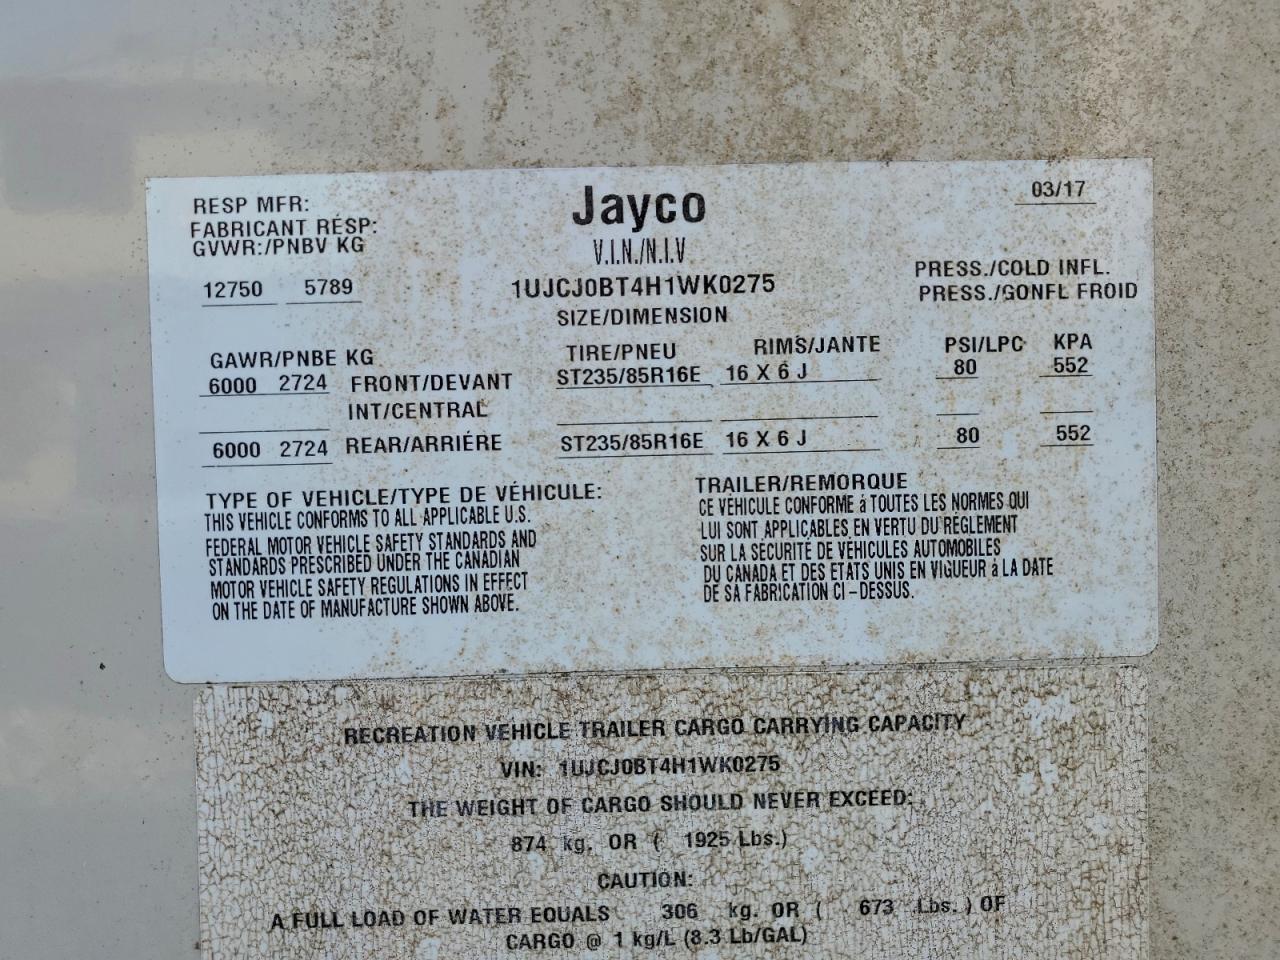 RESP MFR:
Jayco
03/17
FABRICANT RÉSP:
GVWR:/PNBV KG
V.I.N./N.I.V
12750 5789
1UJCJ0BT4H1WK0275
PRESS./COLD INFL.
PRESS./GONFL FROID
SIZE/DIMENSION
GAWR/PNBE KG
TIRE/PNEU RIMS/JANTE PSI/LPC KPA
6000 2724 FRONT/DEVANT ST235/85R16E 16 X 6 J 80 552
INT/CENTRAL
6000 2724 REAR/ARRIÉRE ST235/85R16E 16 X 6 J 80 552
TYPE OF VEHICLE/TYPE DE VÉHICULE:
THIS VEHICLE CONFORMS TO ALL APPLICABLE U.S.
FEDERAL MOTOR VEHICLE SAFETY STANDARDS AND
STANDARDS PRESCRIBED UNDER THE CANADIAN
MOTOR VEHICLE SAFETY REGULATIONS IN EFFECT
ON THE DATE OF MANUFACTURE SHOWN ABOVE.
TRAILER/REMORQUE
CE VÉHICULE CONFORME à TOUTES LES NORMES QUI
LUI SONT APPLICABLES EN VERTU DU RÉGLEMENT
SUR LA SECURITE DE VÉHICULES AUTOMOBILES
DU CANADA ET DES ETATS UNIS EN VIGUEUR à LA DATE
DE SA FABRICATION CI-DESSUS.
RECREATION VEHICLE TRAILER CARGO CARRYING CAPACITY
VIN: 1UJCJ0BT4H1WK0275
THE WEIGHT OF CARGO SHOULD NEVER EXCEED:
874 kg. OR ( 1925 Lbs.)
CAUTION:
A FULL LOAD OF WATER EQUALS 306 kg. OR ( 673 Lbs. ) OF
CARGO @ 1 kg/L (8.3 Lb/GAL)